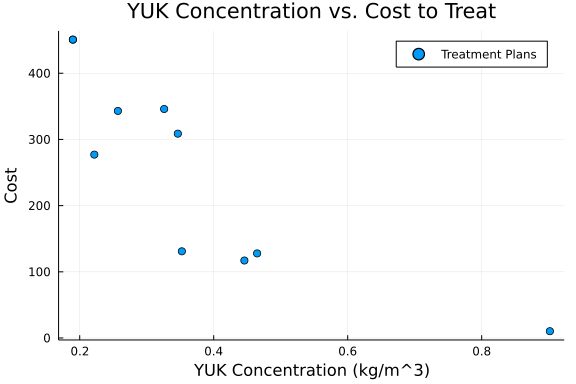 YUK Concentration vs. Cost to Treat
Treatment Plans
Cost
400
300
200
100
0
0.2 0.4 0.6 0.8
YUK Concentration (kg/m^3)